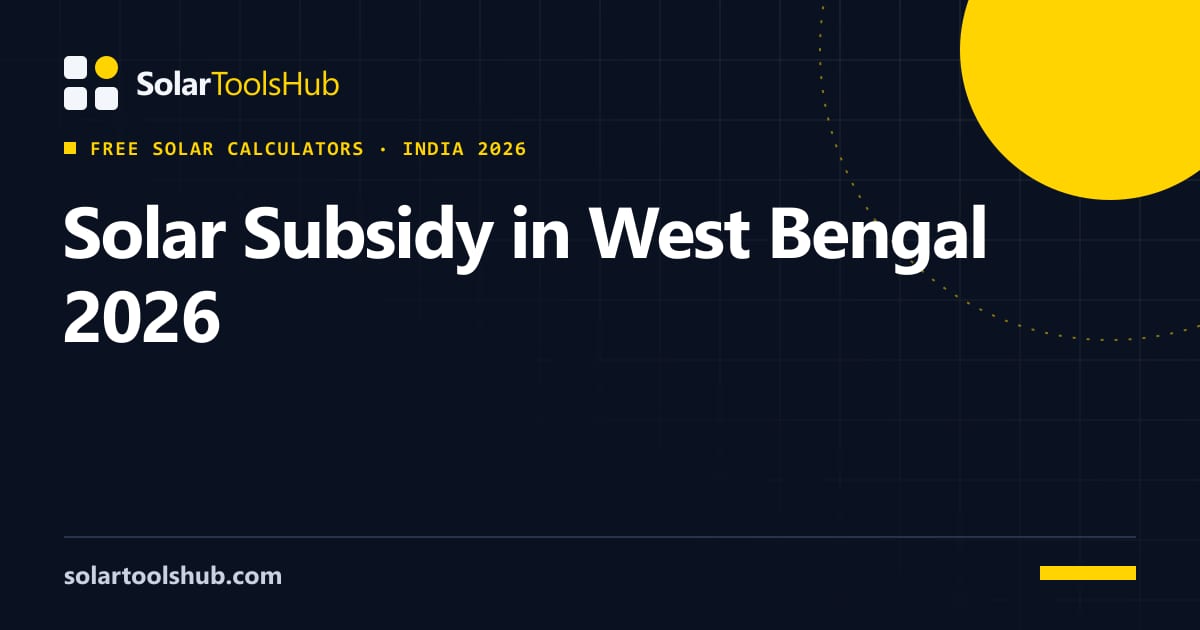 SolarToolsHub
FREE SOLAR CALCULATORS · INDIA 2026
Solar Subsidy in West Bengal
2026
solartoolshub.com